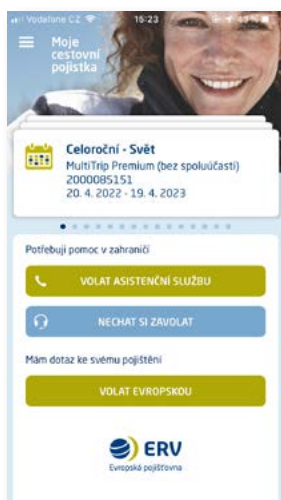 Vodafone CZ 15:23 43 %
Moje
cestovní
pojistka
Celoroční - Svět
MultiTrip Premium (bez spoluúčasti)
2000085151
20. 4. 2022 - 19. 4. 2023
Potřebuji pomoc v zahraničí
VOLAT ASISTENČNÍ SLUŽBU
NECHAT SI ZAVOLAT
Mám dotaz ke svému pojištění
VOLAT EVROPSKOU
ERV
Evropská pojišťovna